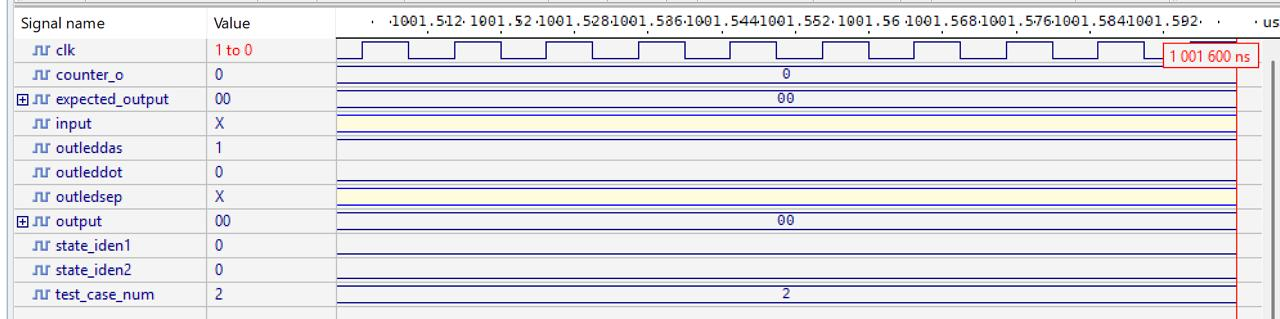 Signal name Value 1001.512 1001.52 1001.528 1001.536 1001.544 1001.552 1001.56 1001.568 1001.576 1001.584 1001.592 us
clk 1 to 0 1 001 600 ns
counter_o 0 0
expected_output 00 00
input X
outleddas 1
outleddot 0
outledsep X
output 00 00
state_iden1 0
state_iden2 0
test_case_num 2 2